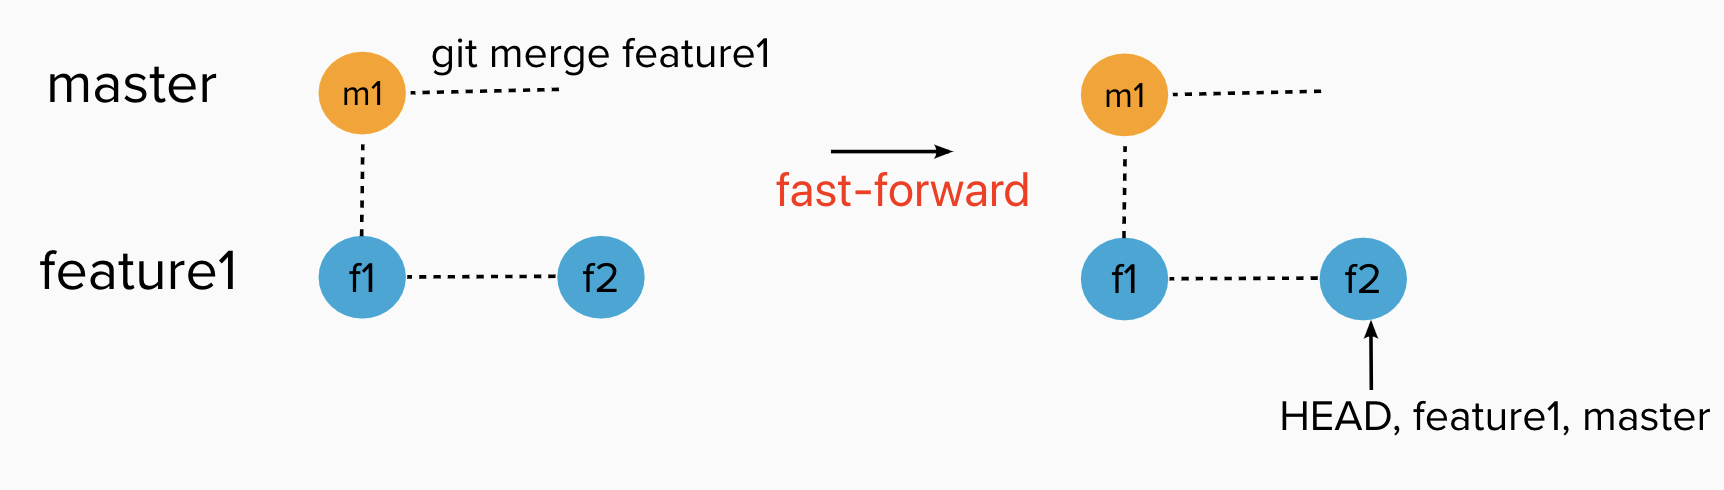 master
m1
git merge feature1
feature1
f1
f2
fast-forward
m1
f1
f2
HEAD, feature1, master